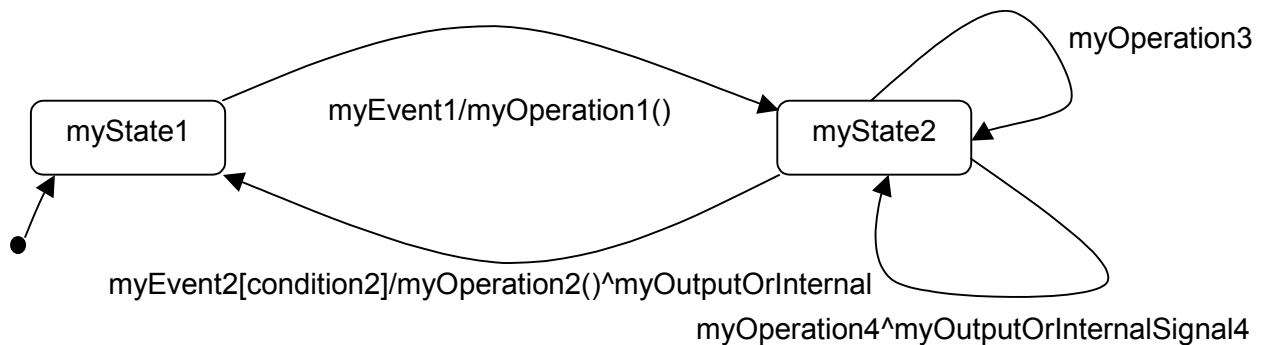 myOperation3
myEvent1/myOperation1()
myState1
myState2
myEvent2[condition2]/myOperation2()^myOutputOrInternal
myOperation4^myOutputOrInternalSignal4